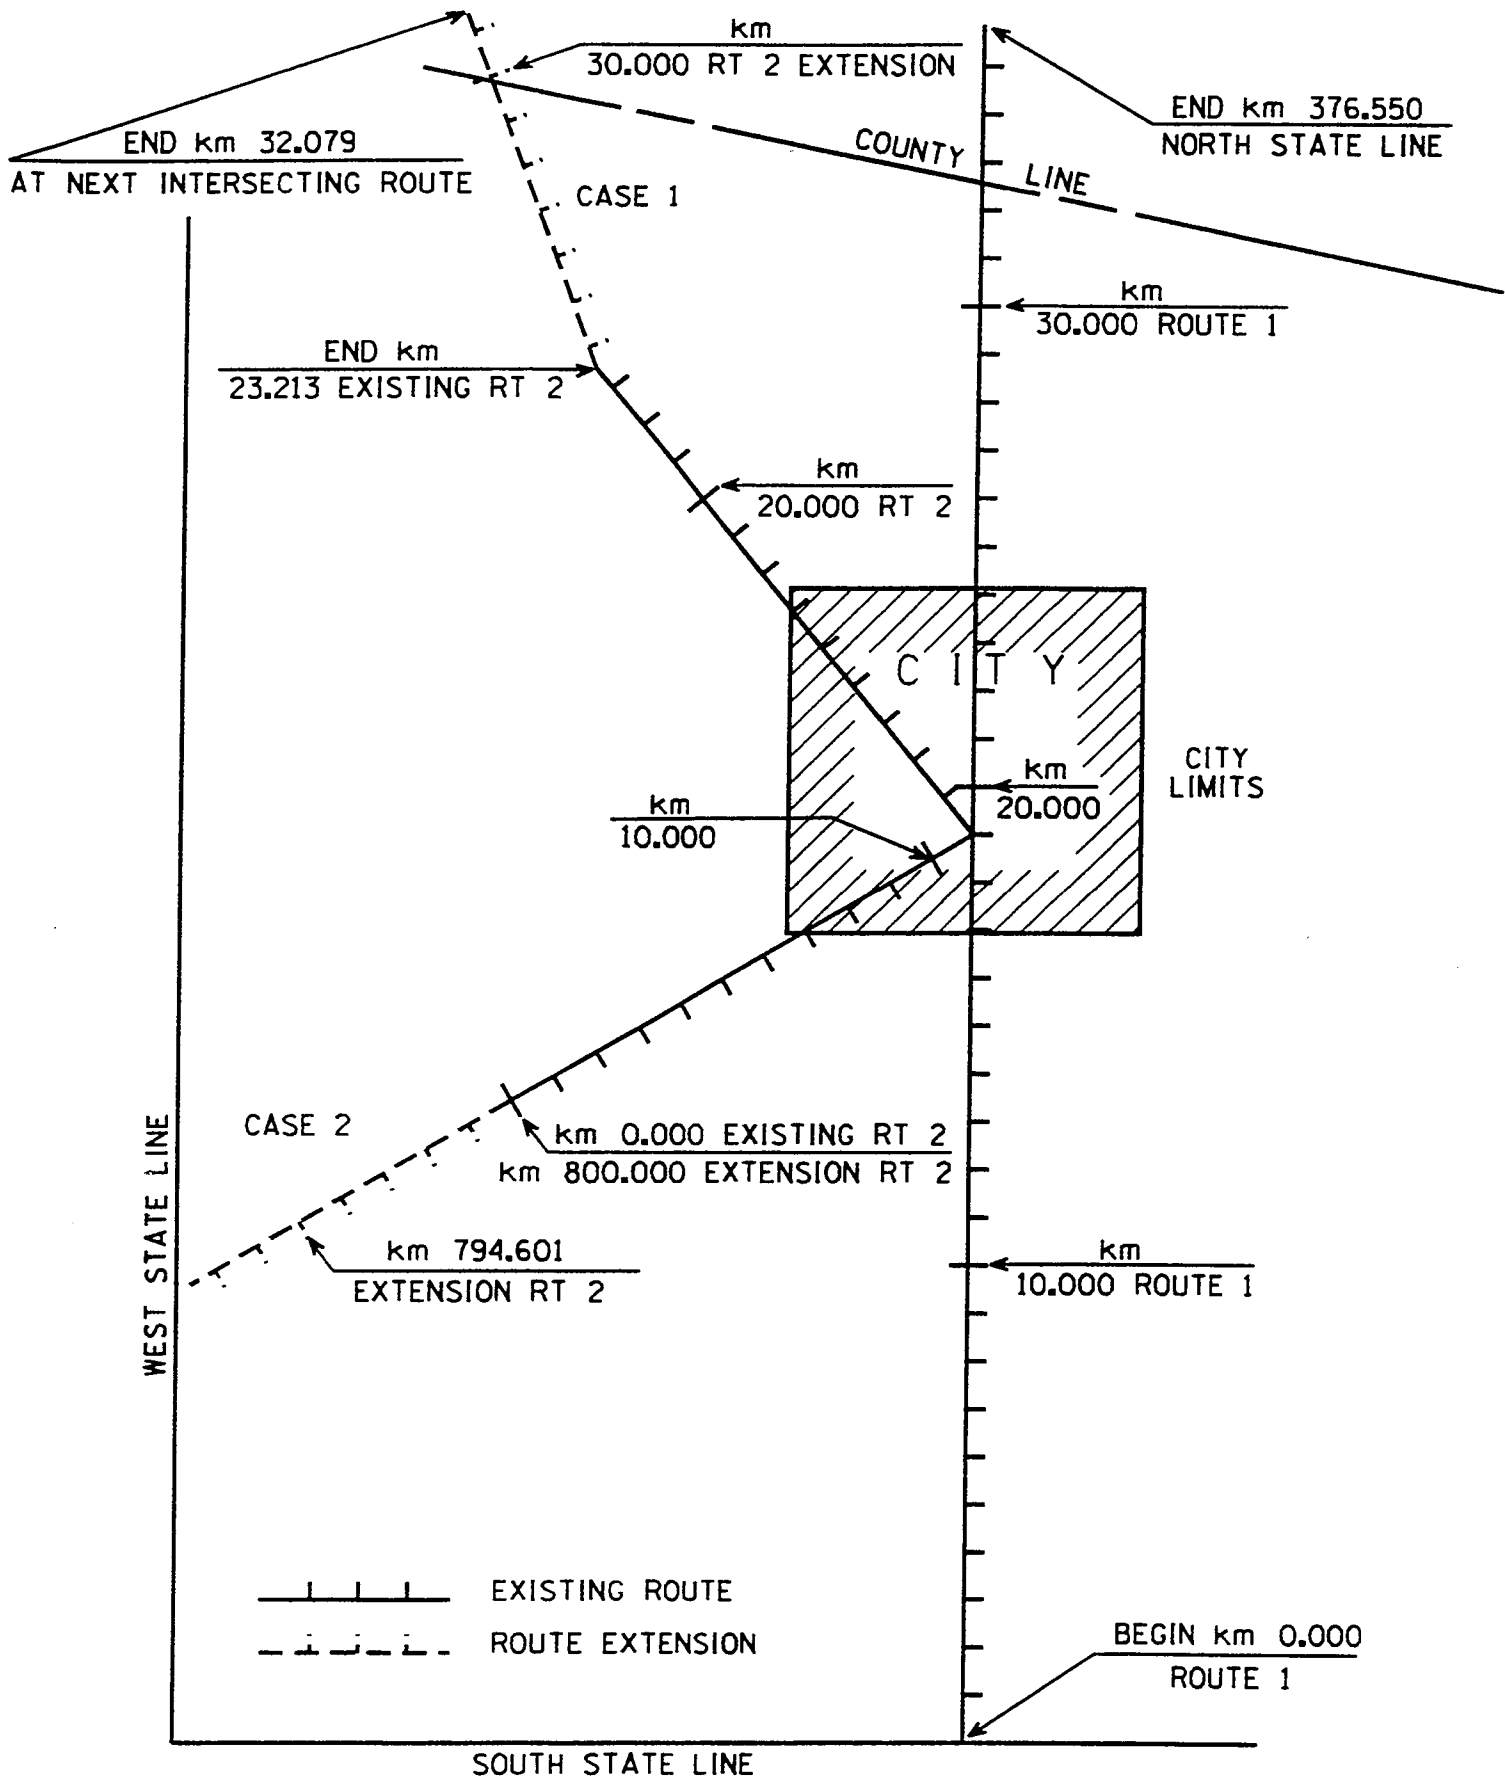 km
30.000 RT 2 EXTENSION
END km 376.550
NORTH STATE LINE
END km 32.079
AT NEXT INTERSECTING ROUTE
COUNTY LINE
CASE 1
km
30.000 ROUTE 1
END km
23.213 EXISTING RT 2
km
20.000 RT 2
CITY
CITY
LIMITS
km
20.000
km
10.000
CASE 2
km 0.000 EXISTING RT 2
km 800.000 EXTENSION RT 2
WEST STATE LINE
km 794.601
EXTENSION RT 2
km
10.000 ROUTE 1
EXISTING ROUTE
ROUTE EXTENSION
BEGIN km 0.000
ROUTE 1
SOUTH STATE LINE